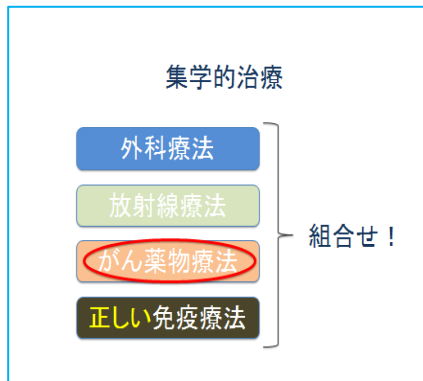 集学的治療
外科療法
放射線療法
がん薬物療法
正しい免疫療法
組合せ！